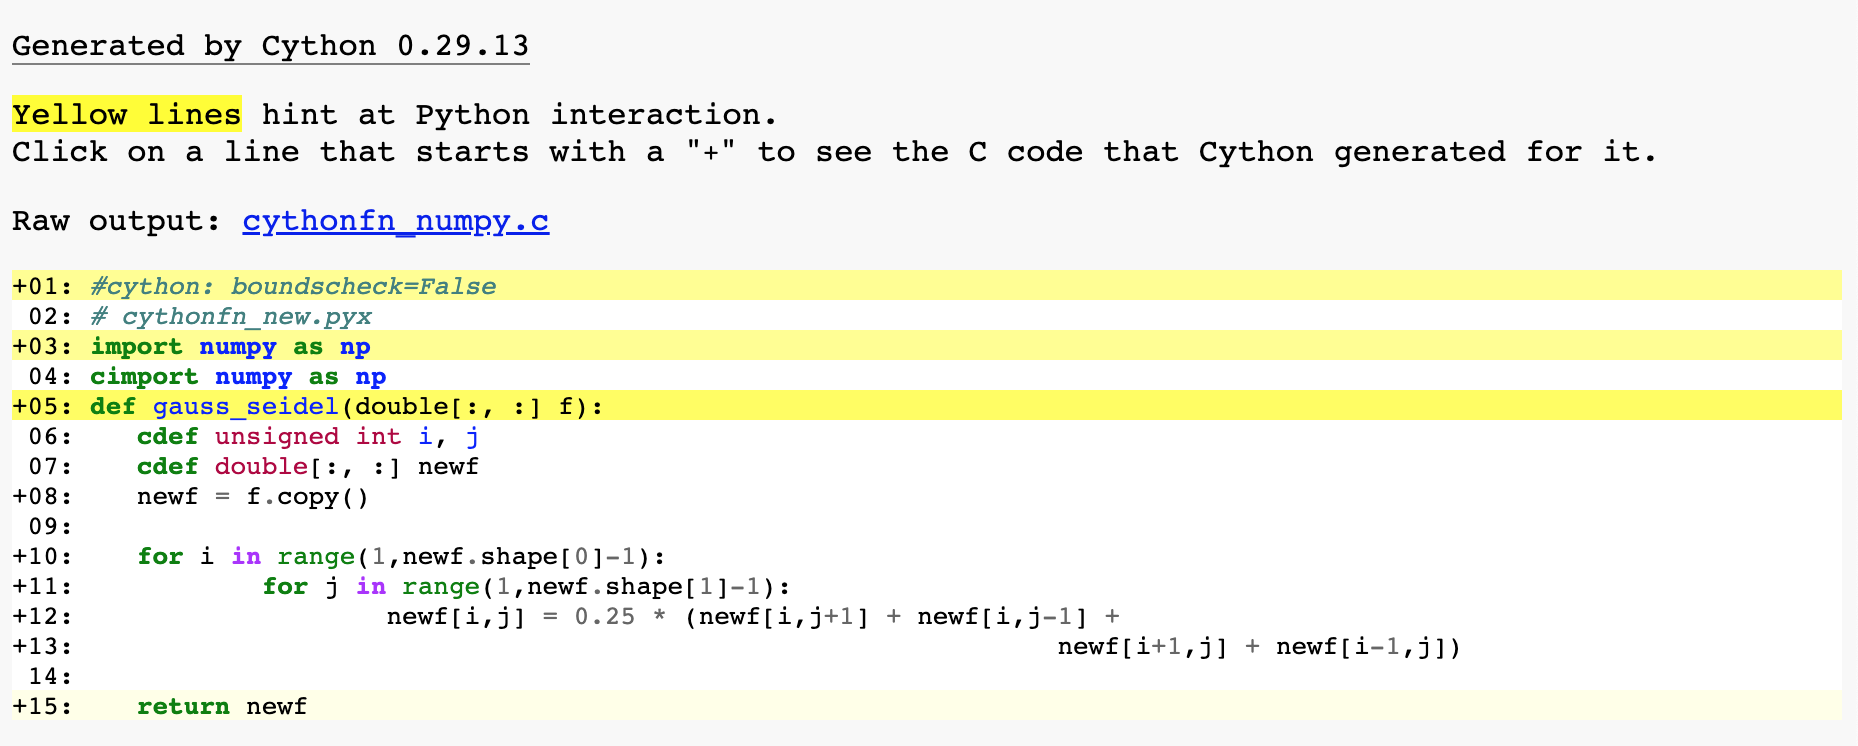 Generated by Cython 0.29.13
Yellow lines hint at Python interaction.
Click on a line that starts with a "+" to see the C code that Cython generated for it.
Raw output: cythonfn_numpy.c
+01: #cython: boundscheck=False
 02: # cythonfn_new.pyx
+03: import numpy as np
 04: cimport numpy as np
+05: def gauss_seidel(double[:, :] f):
 06:    cdef unsigned int i, j
 07:    cdef double[:, :] newf
+08:    newf = f.copy()
 09:
+10:    for i in range(1,newf.shape[0]-1):
+11:            for j in range(1,newf.shape[1]-1):
+12:                    newf[i,j] = 0.25 * (newf[i,j+1] + newf[i,j-1] +
+13:                                                               newf[i+1,j] + newf[i-1,j])
 14:
+15:    return newf